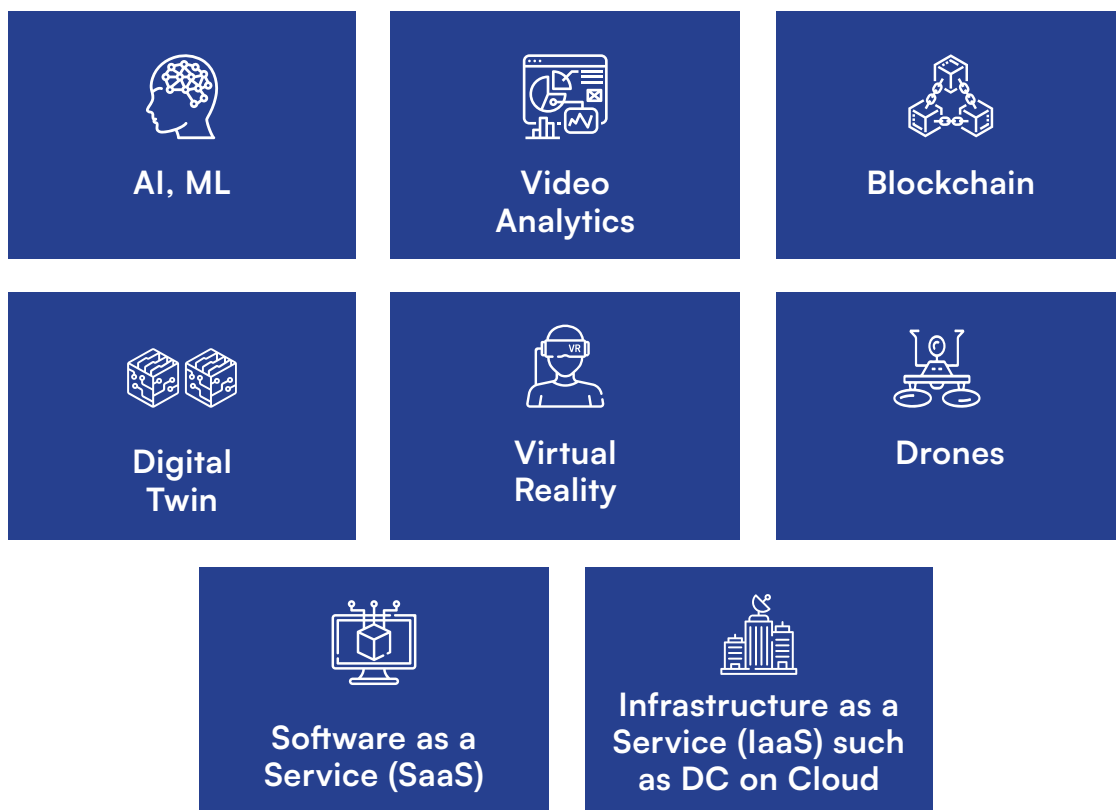 AI, ML
Video
Analytics
Blockchain
Digital
Twin
VR
Virtual
Reality
Drones
Software as a
Service (SaaS)
Infrastructure as a
Service (IaaS) such
as DC on Cloud